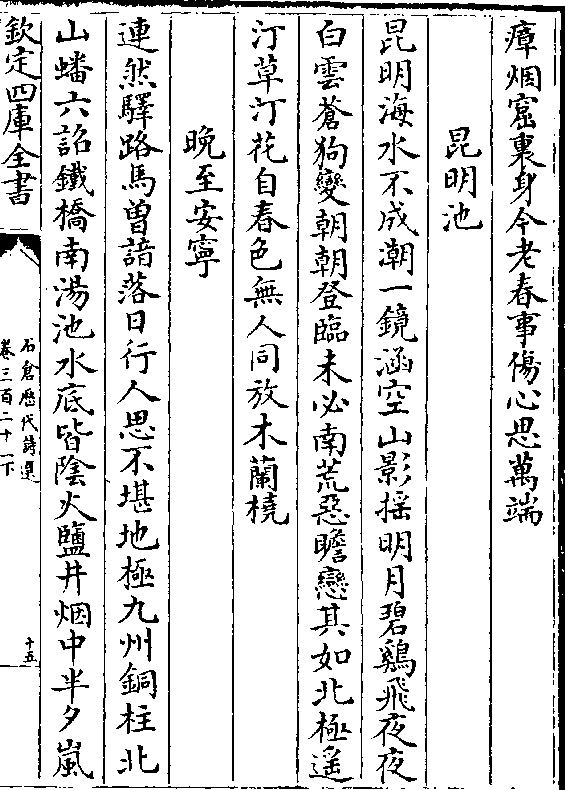 瘴烟窟裏身今老春事傷心思萬端
昆明池
昆明海水不成潮一鏡涵空山影摇明月碧鷄飛夜夜
白雲蒼狗變朝朝登臨未必南荒惡瞻戀其如北極遥
汀草汀花自春色無人同放木蘭橈
晚至安寧
連然驛路馬曽諳落日行人思不堪地極九州銅柱北
山蟠六詔鐵橋南湯池水底皆陰火鹽井烟中半夕嵐
欽定四庫全書
石倉歷代詩選
卷三百二十一下
十五